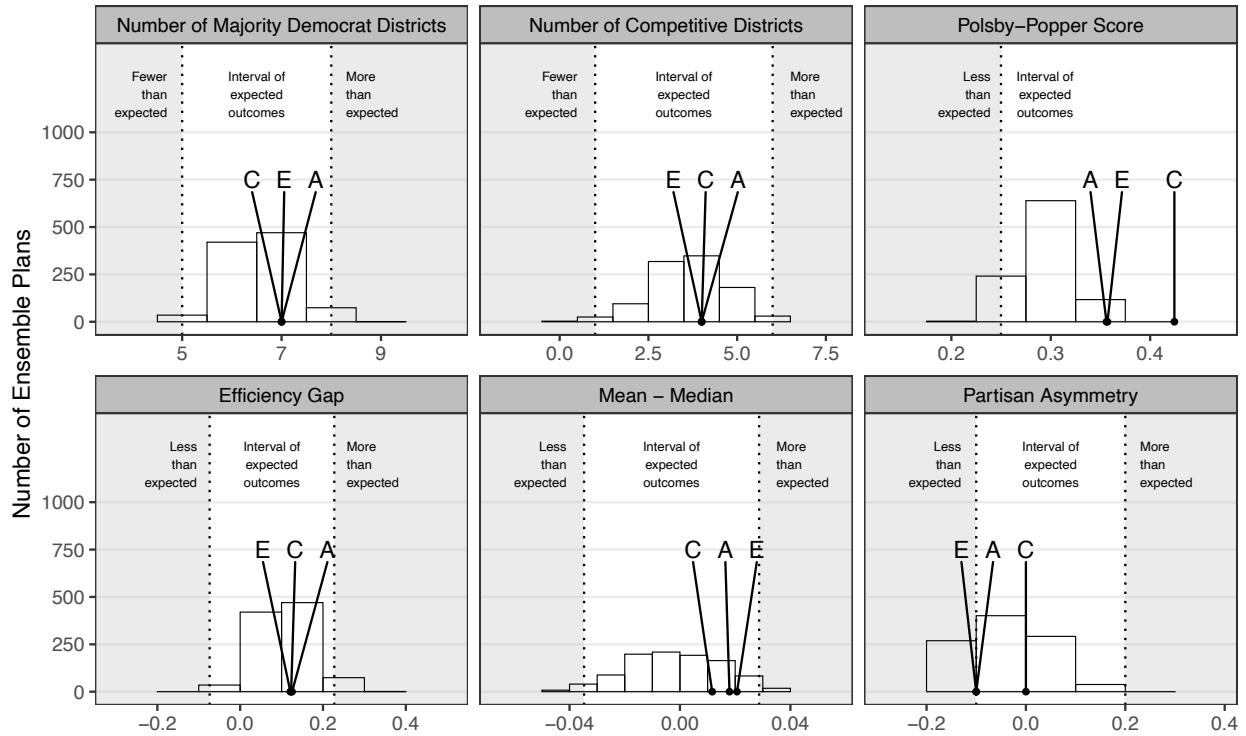 Number of Majority Democrat Districts
Number of Competitive Districts
Polsby−Popper Score
Fewer
than
expected
Interval of
expected
outcomes
More
than
expected
Fewer
than
expected
Interval of
expected
outcomes
More
than
expected
Less
than
expected
Interval of
expected
outcomes
C E A
E C A
A E C
1000
750
500
250
0
5 7 9
0.0 2.5 5.0 7.5
0.2 0.3 0.4
Number of Ensemble Plans
Efficiency Gap
Mean − Median
Partisan Asymmetry
Less
than
expected
Interval of
expected
outcomes
More
than
expected
Less
than
expected
Interval of
expected
outcomes
More
than
expected
Less
than
expected
Interval of
expected
outcomes
More
than
expected
E C A
C A E
E A C
1000
750
500
250
0
−0.2 0.0 0.2 0.4
−0.04 0.00 0.04
−0.2 0.0 0.2 0.4